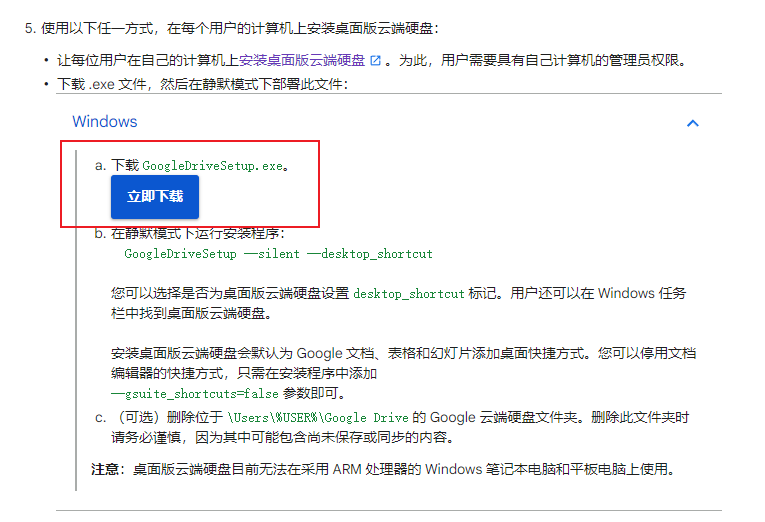 5. 使用以下任一方式，在每个用户的计算机上安装桌面版云端硬盘：
• 让每位用户在自己的计算机上安装桌面版云端硬盘 。为此，用户需要具有自己计算机的管理员权限。
• 下载 .exe 文件，然后在静默模式下部署此文件：
Windows
a. 下载 GoogleDriveSetup.exe。
立即下载
b. 在静默模式下运行安装程序：
GoogleDriveSetup —silent —desktop_shortcut
您可以选择是否为桌面版云端硬盘设置 desktop_shortcut 标记。用户还可以在 Windows 任务
栏中找到桌面版云端硬盘。
安装桌面版云端硬盘会默认为 Google 文档、表格和幻灯片添加桌面快捷方式。您可以停用文档
编辑器的快捷方式，只需在安装程序中添加
—gsuite_shortcuts=false 参数即可。
c. （可选）删除位于 \Users\%USER%\Google Drive 的 Google 云端硬盘文件夹。删除此文件夹时
请务必谨慎，因为其中可能包含尚未保存或同步的内容。
注意：桌面版云端硬盘目前无法在采用 ARM 处理器的 Windows 笔记本电脑和平板电脑上使用。